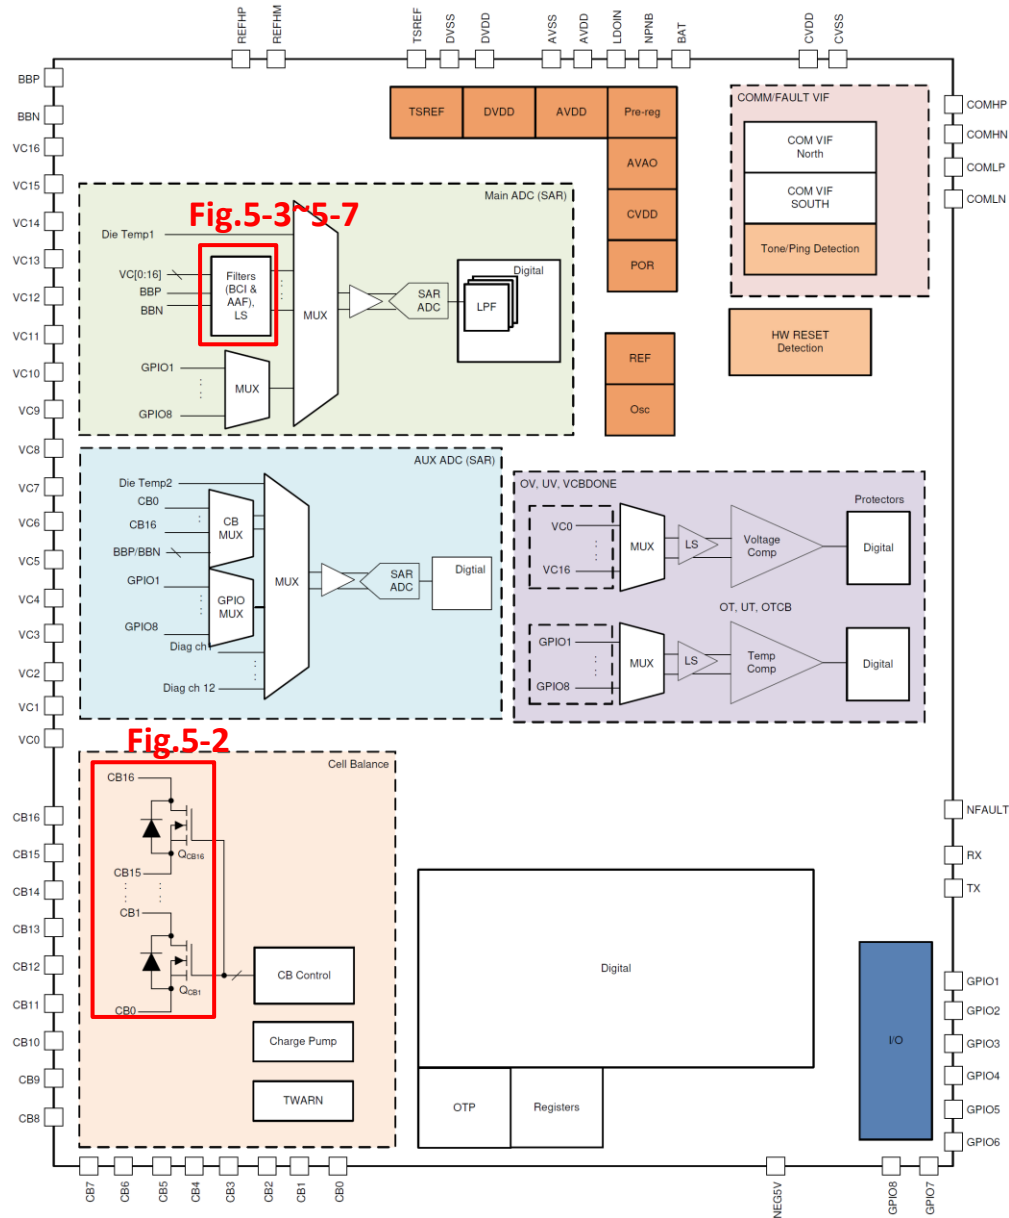 REFHP
REFHM
TSREF
DVSS
DVDD
AVSS
AVDD
LDOIN
NPNB
BAT
CVDD
CVSS
BBP
BBN
VC16
VC15
VC14
VC13
VC12
VC11
VC10
VC9
VC8
VC7
VC6
VC5
VC4
VC3
VC2
VC1
VC0
CB16
CB15
CB14
CB13
CB12
CB11
CB10
CB9
CB8
TSREF
DVDD
AVDD
Pre-reg
AVAO
CVDD
POR
REF
Osc
COMM/FAULT VIF
COM VIF
North
COM VIF
SOUTH
Tone/Ping Detection
HW RESET
Detection
COMHP
COMHN
COMLP
COMLN
Main ADC (SAR)
Fig.5-3~5-7
Die Temp1
VC[0:16]
BBP
BBN
Filters
(BCI &
AAF),
LS
MUX
SAR
ADC
Digital
LPF
GPIO1
GPIO8
MUX
AUX ADC (SAR)
Die Temp2
CB0
CB16
BBP/BBN
CB
MUX
GPIO1
GPIO8
GPIO
MUX
Diag ch1
Diag ch 12
MUX
SAR
ADC
Digtial
OV, UV, VCBDONE
Protectors
VC0
VC16
MUX
LS
Voltage
Comp
Digital
OT, UT, OTCB
GPIO1
GPIO8
MUX
LS
Temp
Comp
Digital
Fig.5-2
Cell Balance
CB16
QCB16
CB15
CB1
QCB1
CB0
CB Control
Charge Pump
TWARN
Digital
OTP
Registers
I/O
NFAULT
RX
TX
GPIO1
GPIO2
GPIO3
GPIO4
GPIO5
GPIO6
CB7
CB6
CB5
CB4
CB3
CB2
CB1
CB0
NEG5V
GPIO8
GPIO7